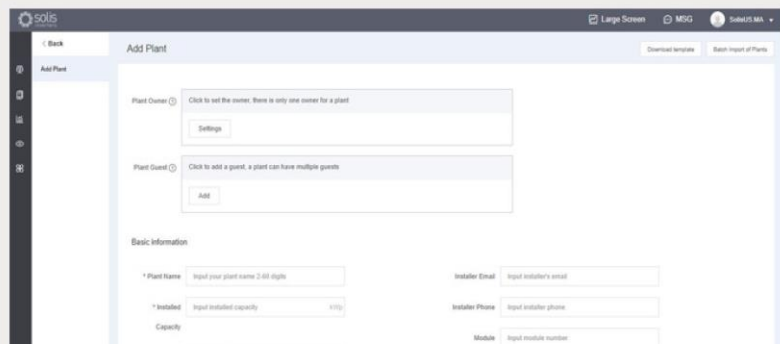 solis
Large Screen
MSG
SolisUS.MA
< Back
Add Plant
Add Plant
Download template
Batch Import of Plants
Plant Owner
Click to set the owner, there is only one owner for a plant
Settings
Plant Guest
Click to add a guest, a plant can have multiple guests
Add
Basic information
* Plant Name
Input your plant name 2-60 digits
Installer Email
Input installer's email
* Installed Capacity
Input installed capacity
kWp
Installer Phone
Input installer phone
Module
Input module number